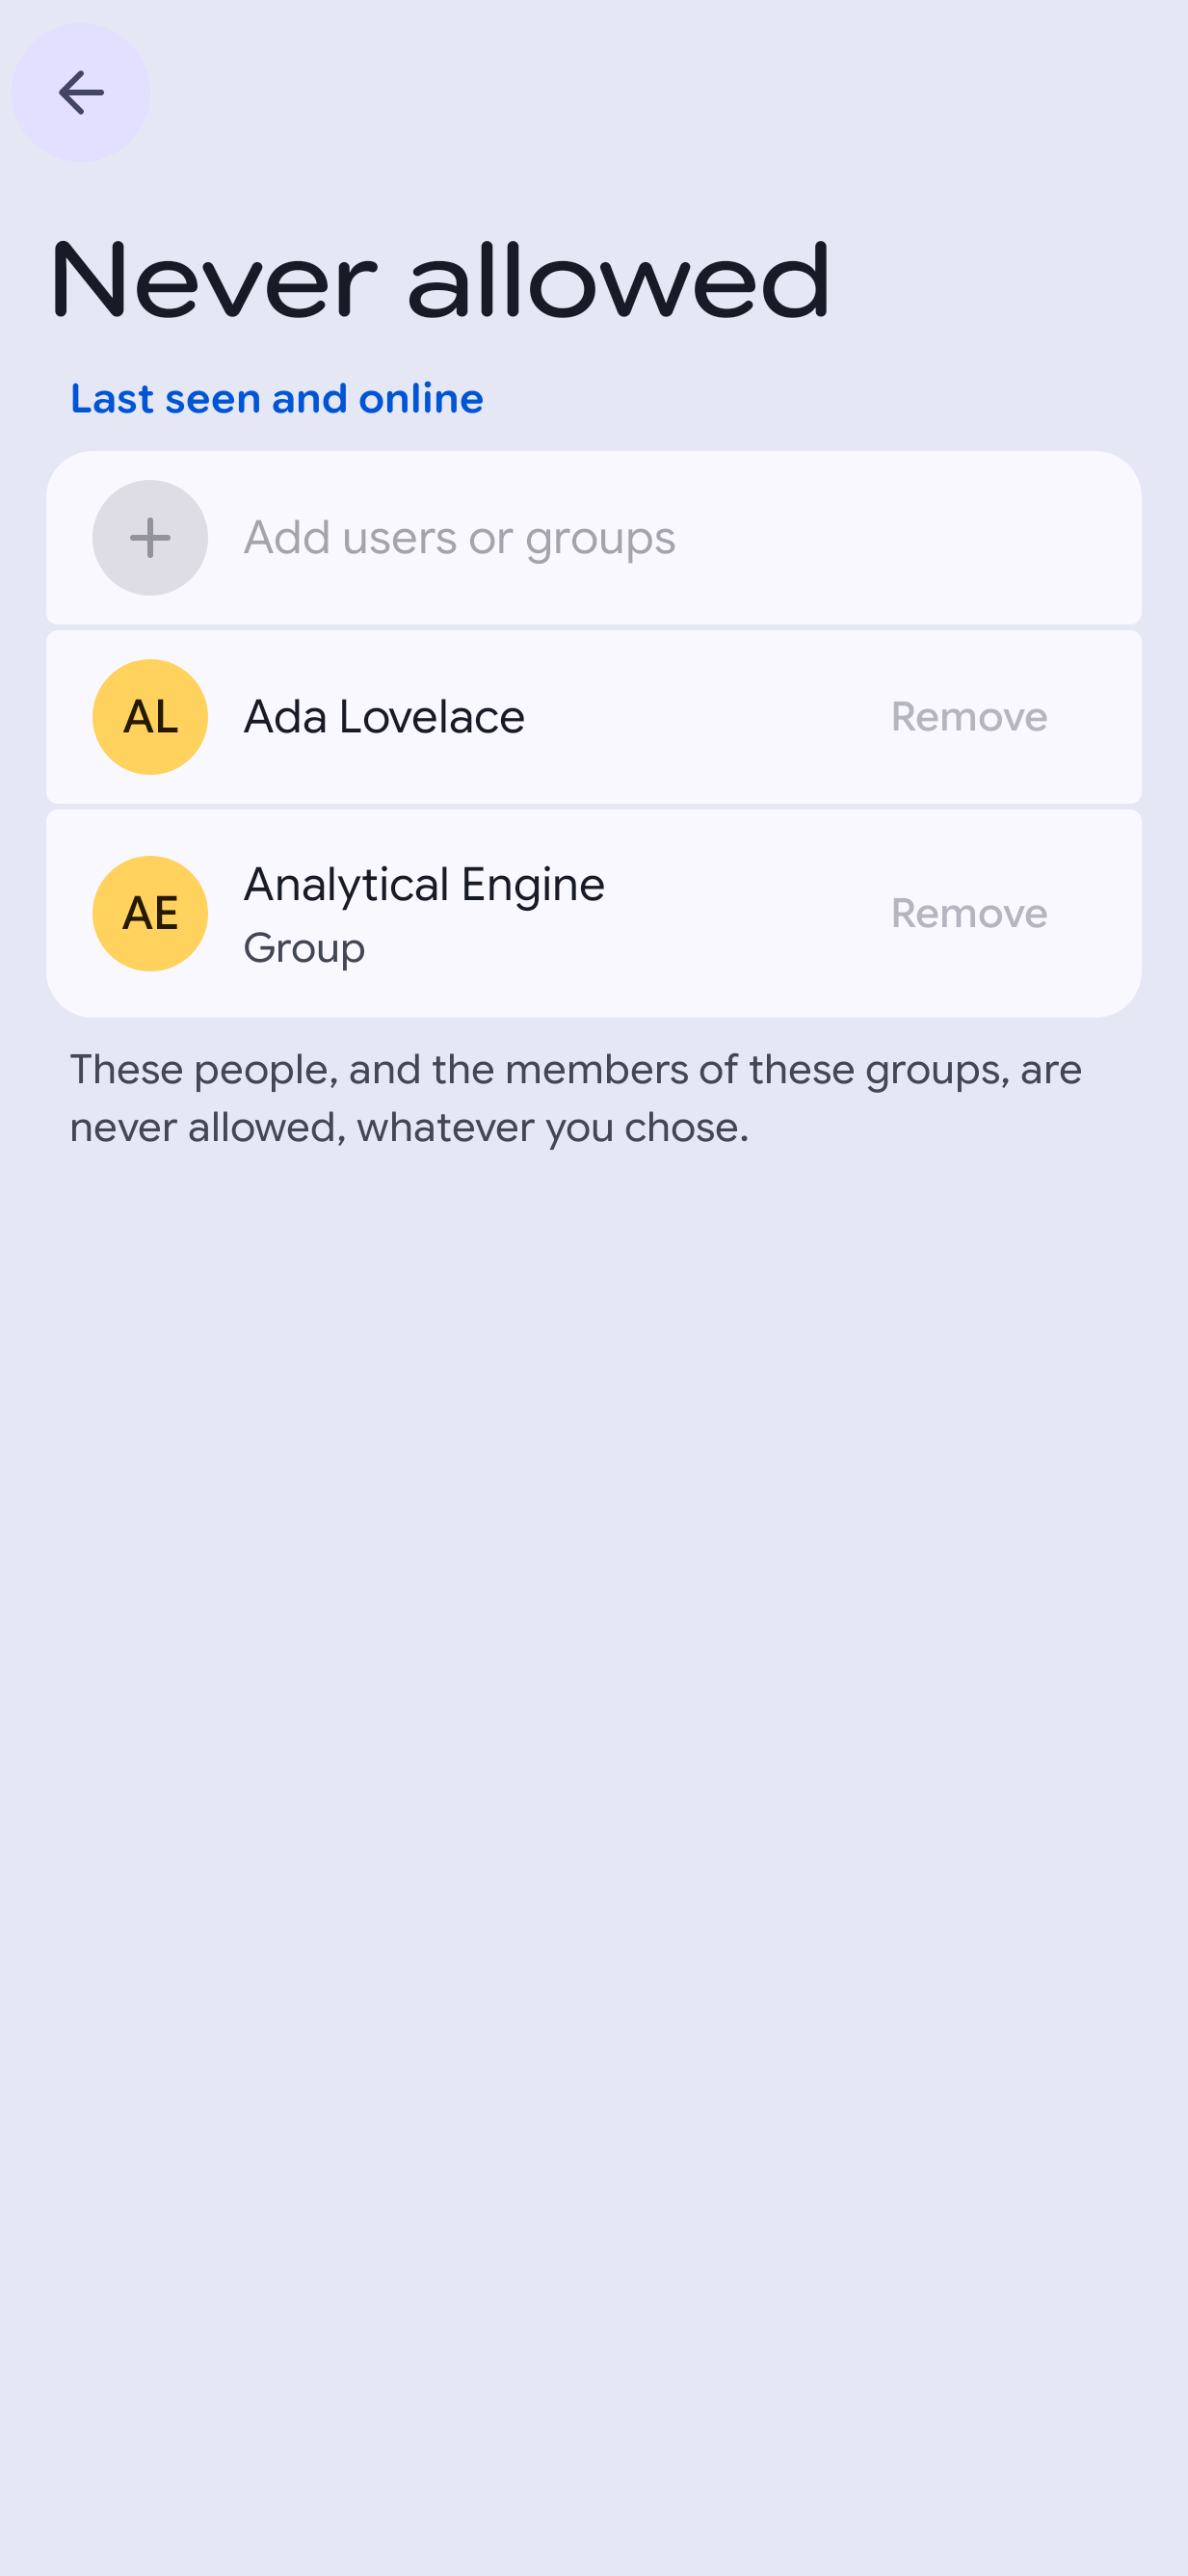 Never allowed
Last seen and online
Add users or groups
AL
Ada Lovelace
Remove
AE
Analytical Engine
Group
Remove
These people, and the members of these groups, are
never allowed, whatever you chose.